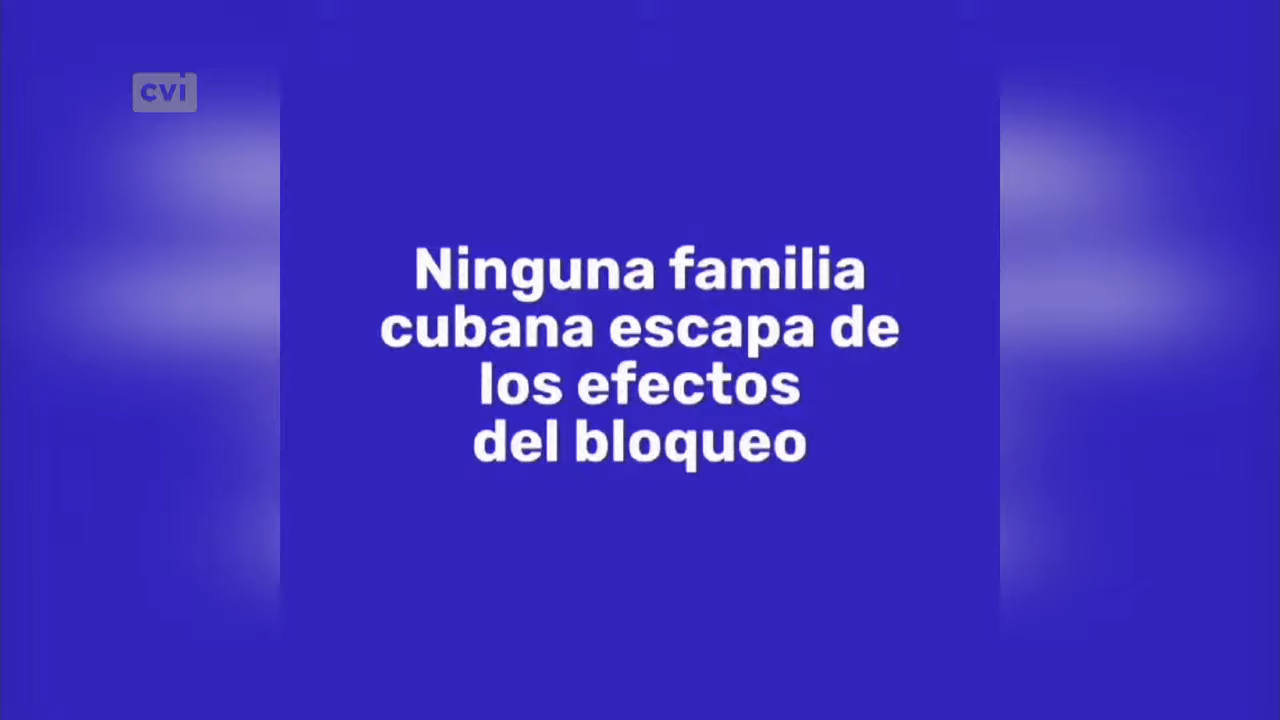 cvi
Ninguna familia
cubana escapa de
los efectos
del bloqueo